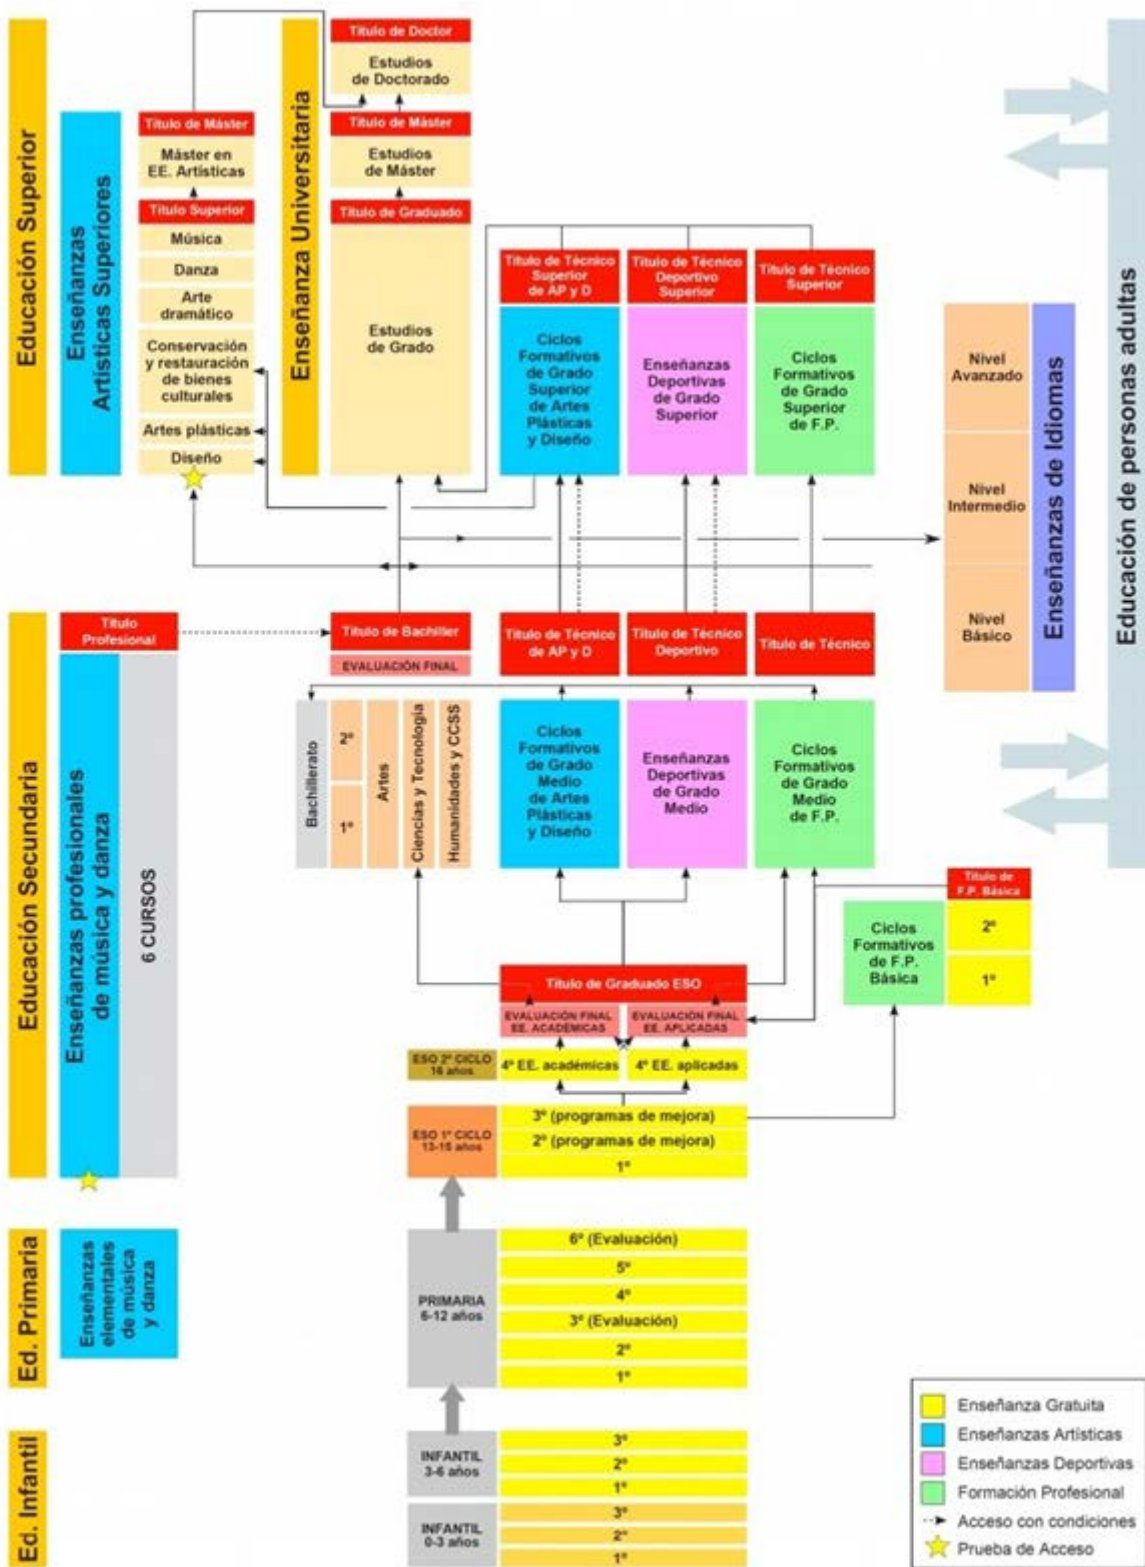 Educación Superior
Enseñanzas
Artísticas Superiores
Título de Máster
Máster en
EE. Artísticas
Título Superior
Música
Danza
Arte
dramático
Conservación
y restauración
de bienes
culturales
Artes plásticas
Diseño
Enseñanza Universitaria
Título de Doctor
Estudios
de Doctorado
Título de Máster
Estudios
de Máster
Título de Graduado
Estudios
de Grado
Título de Técnico
Superior
de AP y D
Ciclos
Formativos
de Grado
Superior
de Artes
Plásticas
y Diseño
Título de Técnico
Deportivo
Superior
Enseñanzas
Deportivas
de Grado
Superior
Título de Técnico
Superior
Ciclos
Formativos
de Grado
Superior
de F.P.
Nivel
Avanzado
Nivel
Intermedio
Nivel
Básico
Enseñanzas de Idiomas
Educación de personas adultas
Educación Secundaria
Título
Profesional
Enseñanzas profesionales
de música y danza
6 CURSOS
Título de Bachiller
EVALUACIÓN FINAL
Bachillerato
2º
1º
Artes
Ciencias y Tecnología
Humanidades y CCSS
Título de Técnico
de AP y D
Ciclos
Formativos
de Grado
Medio
de Artes
Plásticas
y Diseño
Título de Técnico
Deportivo
Enseñanzas
Deportivas
de Grado
Medio
Título de Técnico
Ciclos
Formativos
de Grado
Medio
de F.P.
Título de
F.P. Básica
Ciclos
Formativos
de F.P.
Básica
2º
1º
Título de Graduado ESO
EVALUACIÓN FINAL
EE. ACADÉMICAS
EVALUACIÓN FINAL
EE. APLICADAS
ESO 2º CICLO
16 años
4º EE. académicas
4º EE. aplicadas
ESO 1º CICLO
13-15 años
3º (programas de mejora)
2º (programas de mejora)
1º
Ed. Primaria
Enseñanzas
elementales
de música
y danza
PRIMARIA
6-12 años
6º (Evaluación)
5º
4º
3º (Evaluación)
2º
1º
Ed. Infantil
INFANTIL
3-6 años
3º
2º
1º
INFANTIL
0-3 años
3º
2º
1º
Enseñanza Gratuita
Enseñanzas Artísticas
Enseñanzas Deportivas
Formación Profesional
Acceso con condiciones
Prueba de Acceso